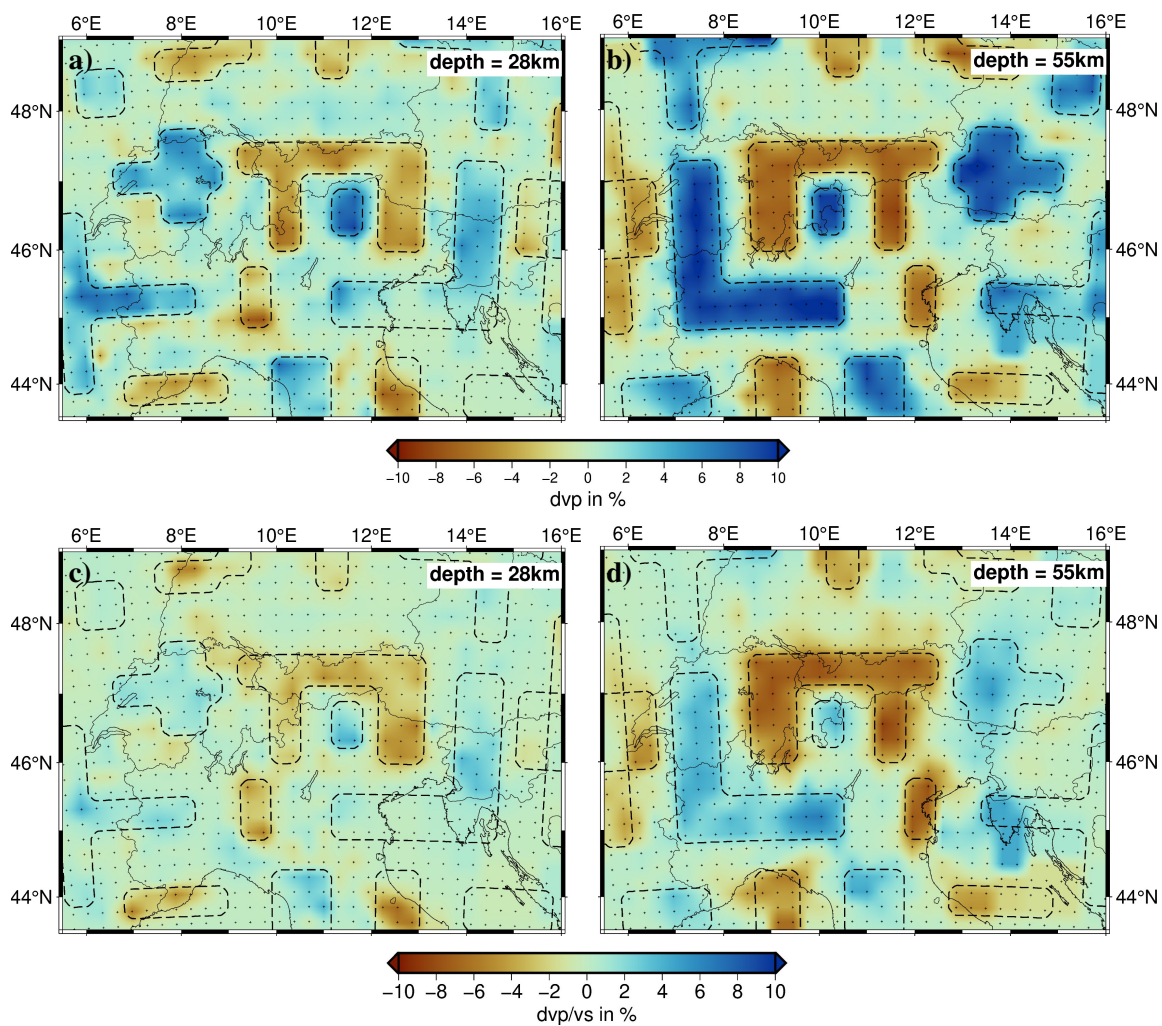 6°E 8°E 10°E 12°E 14°E 16°E 6°E 8°E 10°E 12°E 14°E 16°E
a) depth = 28km b) depth = 55km
48°N 48°N
46°N 46°N
44°N 44°N
−10 −8 −6 −4 −2 0 2 4 6 8 10
dvp in %
6°E 8°E 10°E 12°E 14°E 16°E 6°E 8°E 10°E 12°E 14°E 16°E
c) depth = 28km d) depth = 55km
48°N 48°N
46°N 46°N
44°N 44°N
−10 −8 −6 −4 −2 0 2 4 6 8 10
dvp/vs in %